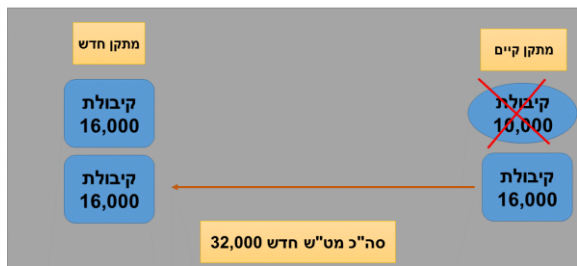 מתקן קיים
קיבולת
10,000
קיבולת
16,000
מתקן חדש
קיבולת
16,000
קיבולת
16,000
סה"כ מט"ש חדש 32,000